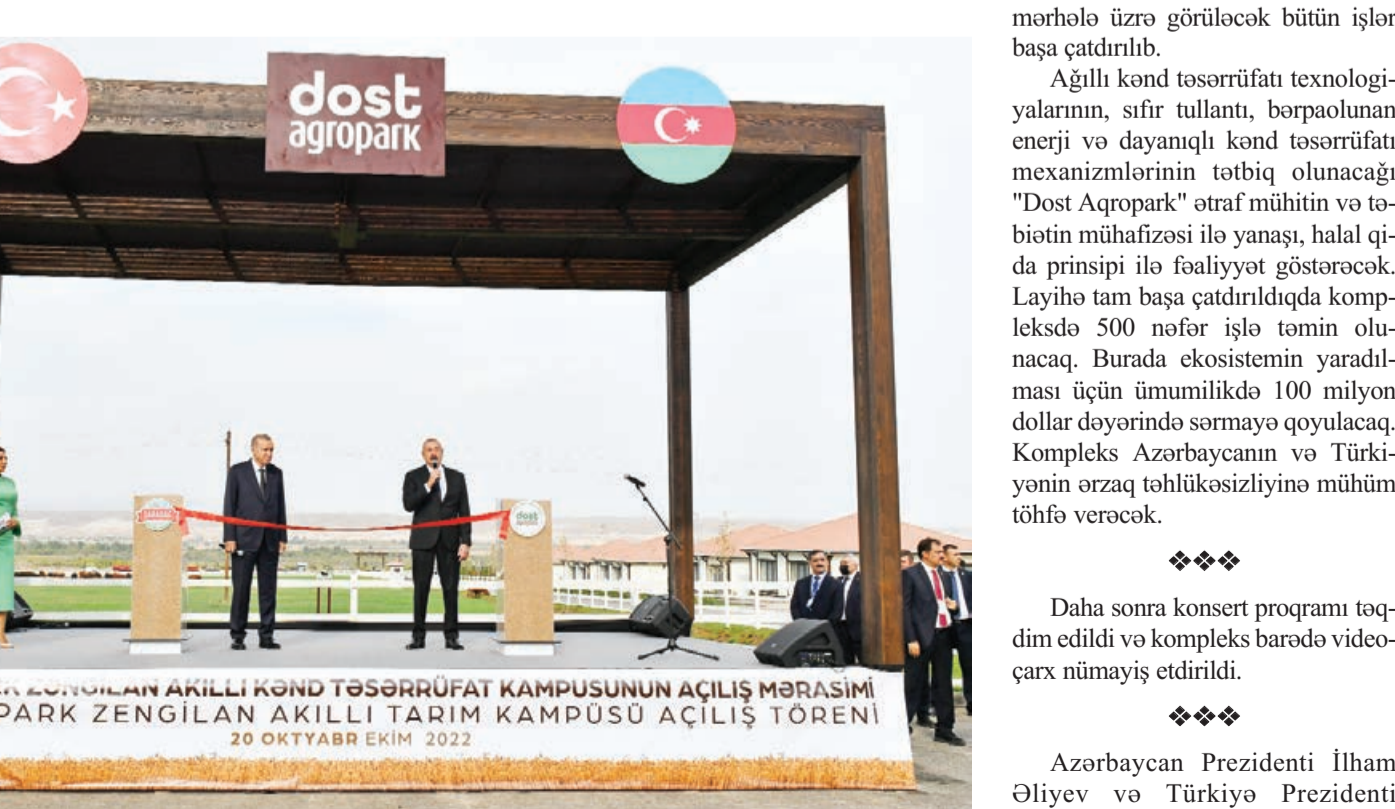 dost
agropark
dost
agropark
ZƏNGİLAN AKILLI KƏND TƏSƏRRÜFAT KAMPUSUNUN AÇILIŞ MƏRASİMİ
PARK ZENGİLAN AKILLI TARIM KAMPÜSÜ AÇILIŞ TÖRENİ
20 OKTYABR EKİM 2022
mərhələ üzrə görüləcək bütün işlər
başa çatdırılıb.
Ağıllı kənd təsərrüfatı texnologi-
yalarının, sıfır tullantı, bərpaolunan
enerji və dayanıqlı kənd təsərrüfatı
mexanizmlərinin tətbiq olunacağı
"Dost Aqropark" ətraf mühitin və tə-
biətin mühafizəsi ilə yanaşı, halal qi-
da prinsipi ilə fəaliyyət göstərəcək.
Layihə tam başa çatdırıldıqda komp-
leksdə 500 nəfər işlə təmin olu-
nacaq. Burada ekosistemin yaradıl-
ması üçün ümumilikdə 100 milyon
dollar dəyərində sərmayə qoyulacaq.
Kompleks Azərbaycanın və Türki-
yənin ərzaq təhlükəsizliyinə mühüm
töhfə verəcək.
Daha sonra konsert proqramı təq-
dim edildi və kompleks barədə video-
çarx nümayiş etdirildi.
Azərbaycan Prezidenti İlham
Əliyev və Türkiyə Prezidenti